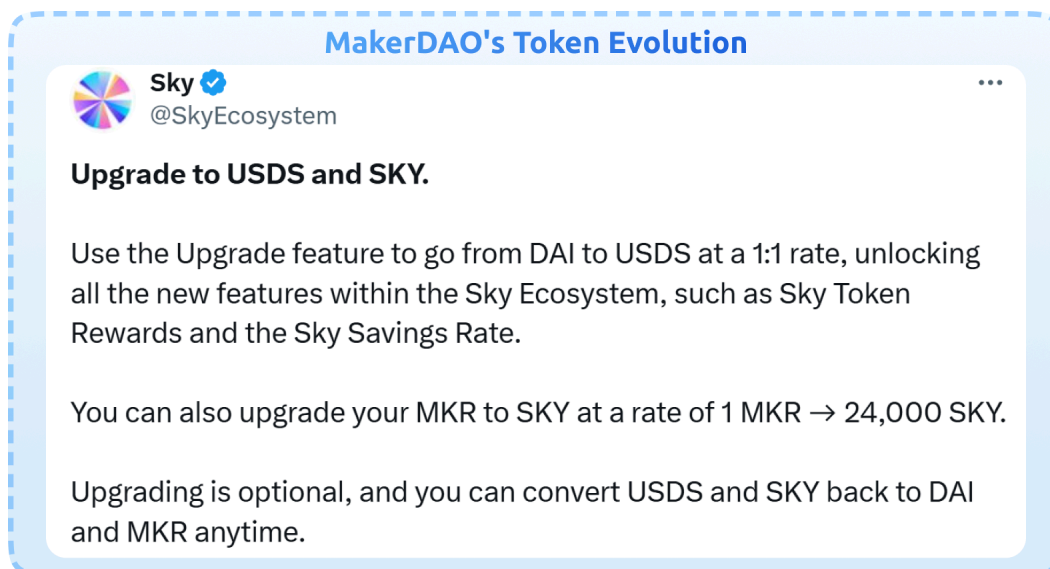 MakerDAO's Token Evolution
Sky
@SkyEcosystem
Upgrade to USDS and SKY.
Use the Upgrade feature to go from DAI to USDS at a 1:1 rate, unlocking
all the new features within the Sky Ecosystem, such as Sky Token
Rewards and the Sky Savings Rate.
You can also upgrade your MKR to SKY at a rate of 1 MKR → 24,000 SKY.
Upgrading is optional, and you can convert USDS and SKY back to DAI
and MKR anytime.